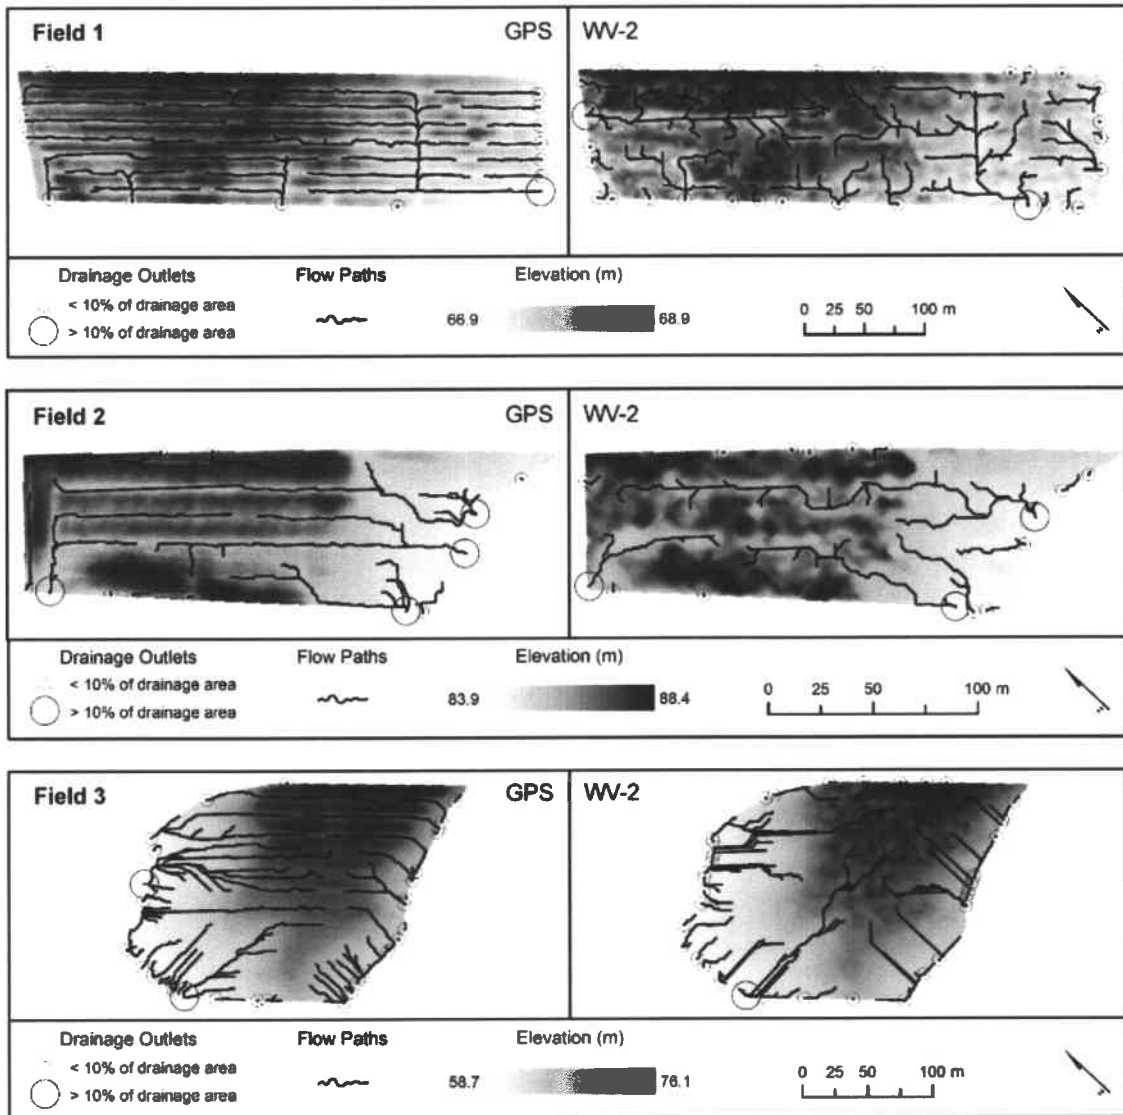 Field 1 GPS WV-2
Drainage Outlets Flow Paths Elevation (m)
< 10% of drainage area
> 10% of drainage area
66.9 68.9
0 25 50 100 m
Field 2 GPS WV-2
Drainage Outlets Flow Paths Elevation (m)
< 10% of drainage area
> 10% of drainage area
83.9 88.4
0 25 50 100 m
Field 3 GPS WV-2
Drainage Outlets Flow Paths Elevation (m)
< 10% of drainage area
> 10% of drainage area
58.7 76.1
0 25 50 100 m